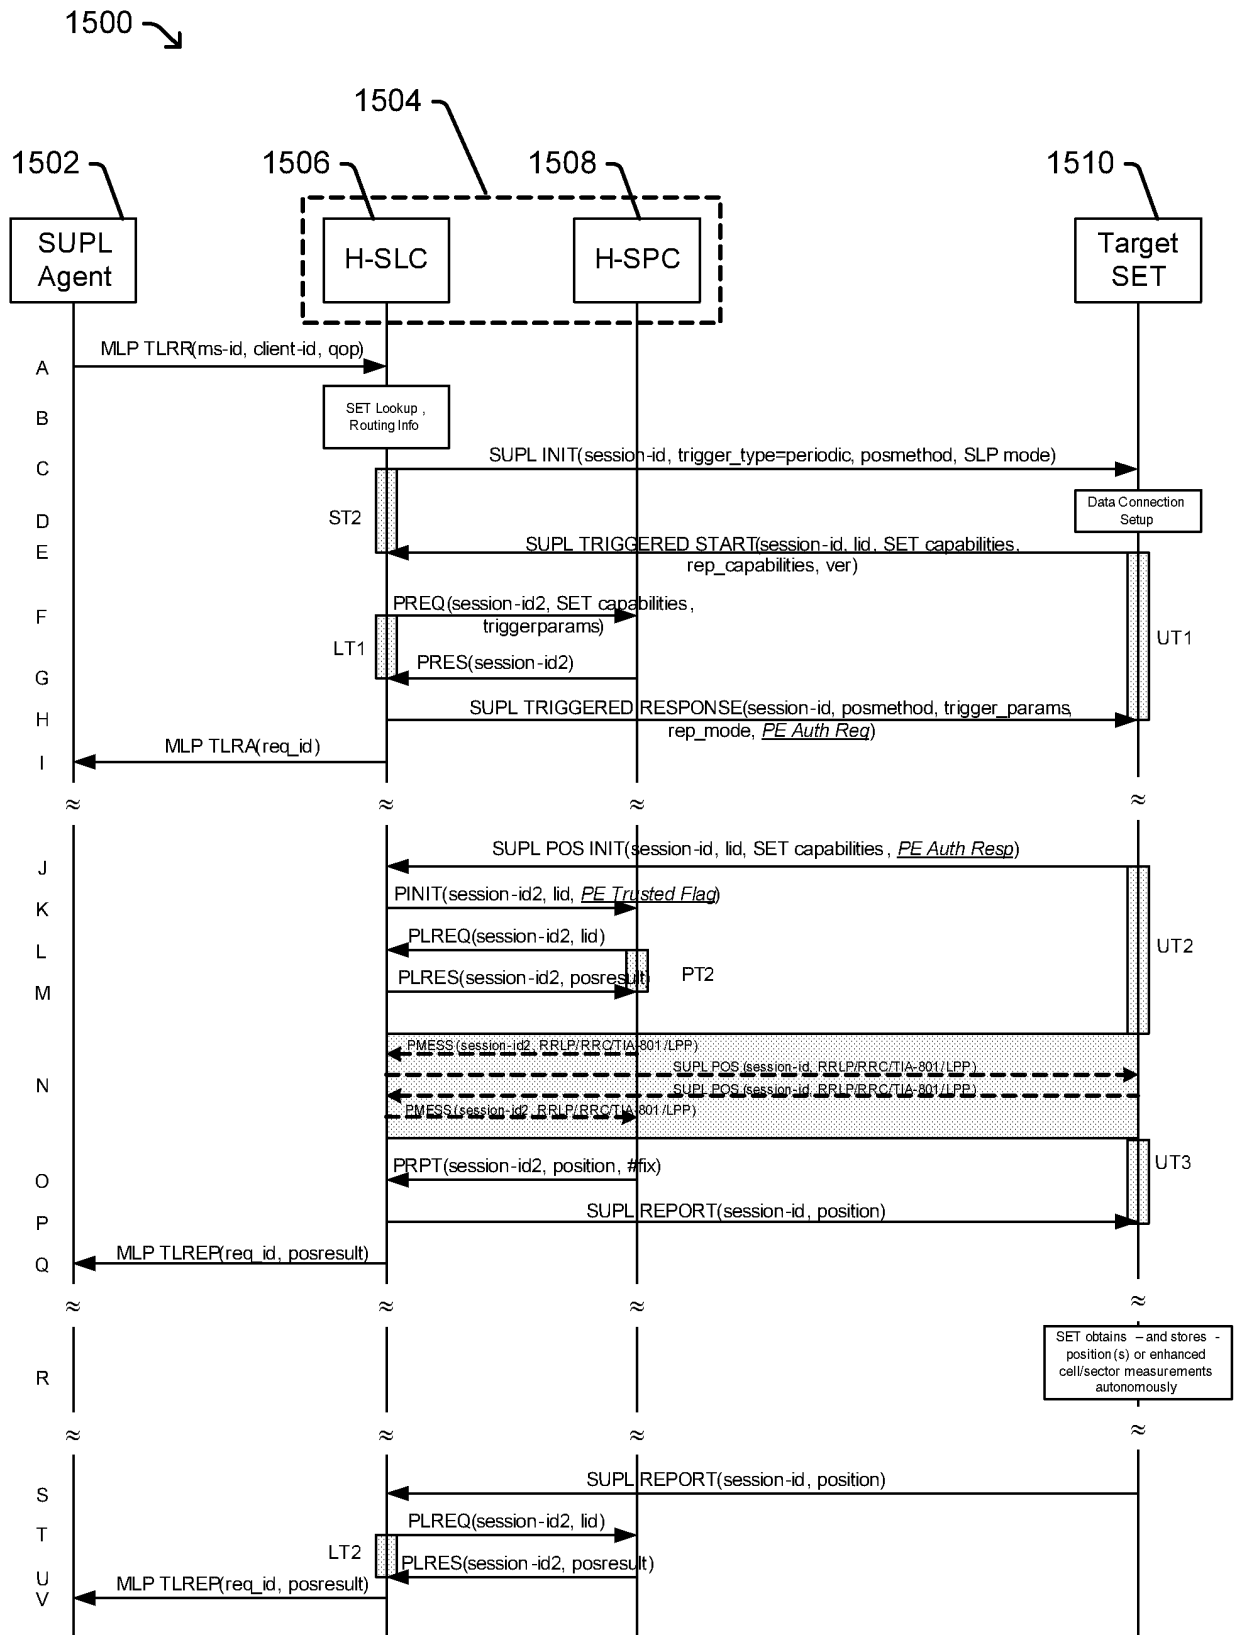 1500
1504
1502
1506
1508
1510
SUPL
Agent
H-SLC
H-SPC
Target
SET
A
MLP TLRR(ms-id, client-id, qop)
B
SET Lookup ,
Routing Info
C
SUPL INIT(session-id, trigger_type=periodic, posmethod, SLP mode)
D
ST2
Data Connection
Setup
E
SUPL TRIGGERED START(session-id, lid, SET capabilities,
rep_capabilities, ver)
F
PREQ(session-id2, SET capabilities ,
triggerparams)
LT1
UT1
G
PRES(session-id2)
H
SUPL TRIGGERED RESPONSE(session-id, posmethod, trigger_params,
rep_mode, PE Auth Req)
I
MLP TLRA(req_id)
≈ ≈ ≈ ≈
J
SUPL POS INIT(session-id, lid, SET capabilities , PE Auth Resp)
K
PINIT(session-id2, lid, PE Trusted Flag)
L
PLREQ(session-id2, lid)
UT2
M
PLRES(session-id2, posresult)
PT2
N
PMESS (session-id2, RRLP/RRC/TIA-801/LPP)
SUPL POS (session-id, RRLP/RRC/TIA-801/LPP)
SUPL POS (session-id, RRLP/RRC/TIA-801/LPP)
PMESS (session-id2, RRLP/RRC/TIA-801/LPP)
O
PRPT(session-id2, position, #fix)
UT3
P
SUPL REPORT(session-id, position)
Q
MLP TLREP(req_id, posresult)
≈ ≈ ≈ ≈
R
SET obtains – and stores -
position (s) or enhanced
cell/sector measurements
autonomously
≈ ≈ ≈ ≈
S
SUPL REPORT(session-id, position)
T
PLREQ(session-id2, lid)
LT2
U
PLRES(session-id2, posresult)
V
MLP TLREP(req_id, posresult)